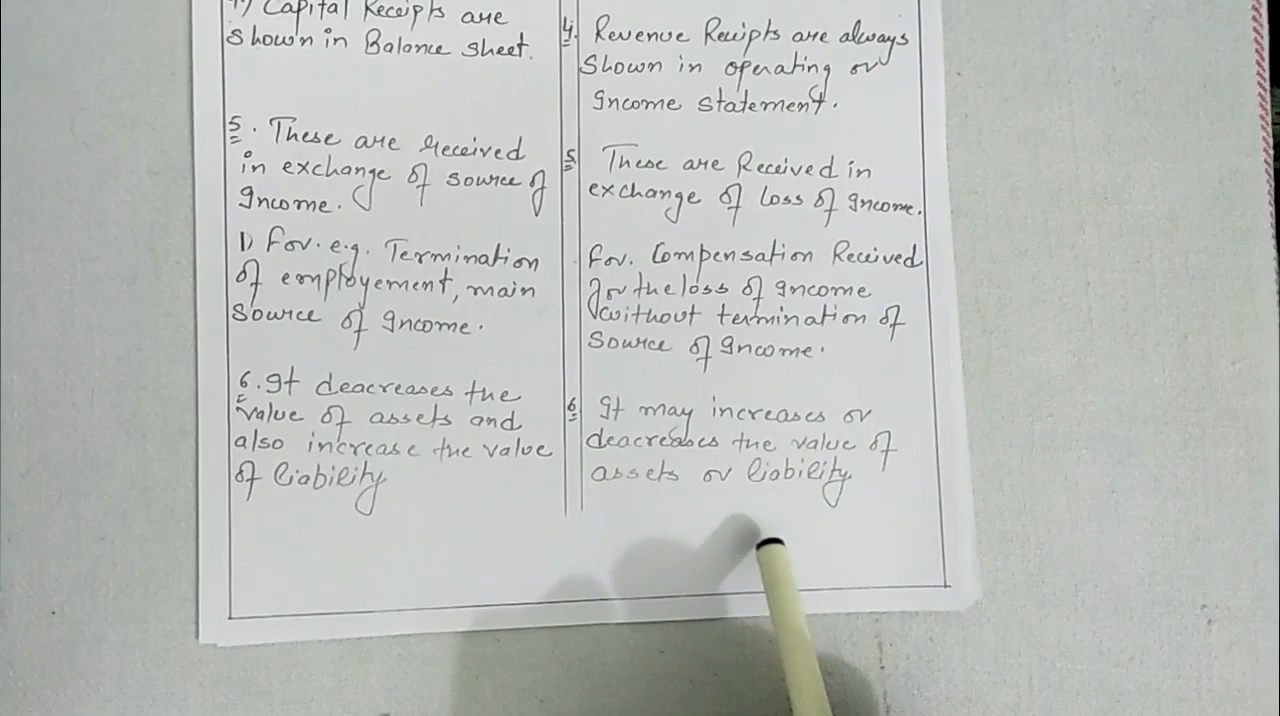 4) Capital Receipts are
shown in Balance sheet.
5. These are received
in exchange of source of
Income.
1) For. e.g. Termination
of employement, main
source of Income.
6. It deacreases the
value of assets and
also increase the value
of liability
4. Revenue Receipts are always
shown in operating or
Income statement.
5. These are Received in
exchange of loss of Income.
For. Compensation Received
for the loss of Income
without termination of
source of Income.
6. It may increases or
deacreases the value of
assets or liability